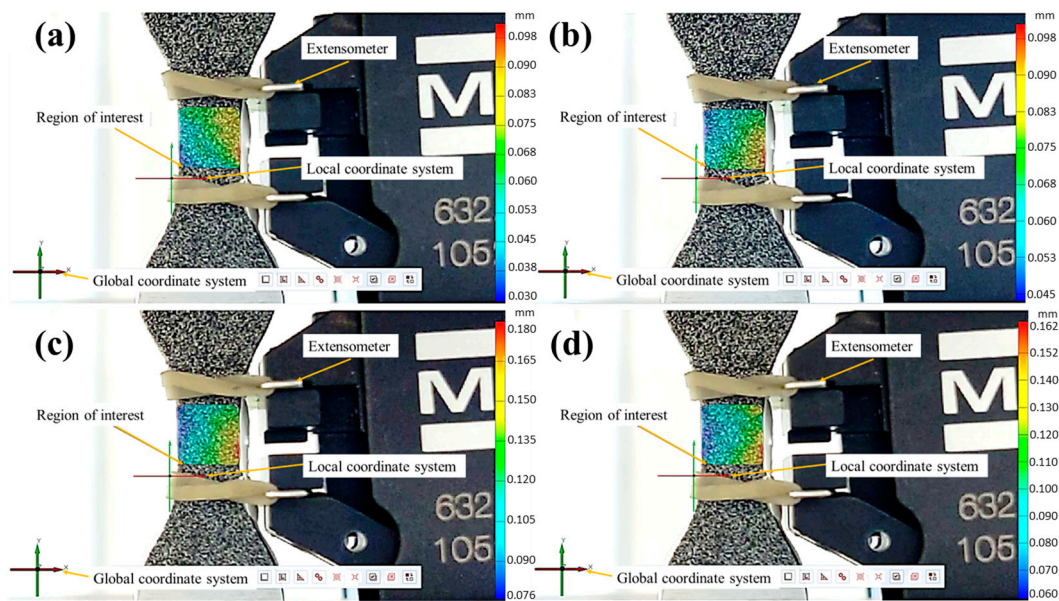 (a)
mm
0.098
0.090
0.083
0.075
0.068
0.060
0.053
0.045
0.038
0.030
Extensometer
Region of interest
Local coordinate system
Global coordinate system
M
632
105
Y
X
(b)
mm
0.098
0.090
0.083
0.075
0.068
0.060
0.053
0.045
Extensometer
Region of interest
Local coordinate system
Global coordinate system
M
632
105
Y
X
(c)
mm
0.180
0.165
0.150
0.135
0.120
0.105
0.090
0.076
Extensometer
Region of interest
Local coordinate system
Global coordinate system
M
632
105
Y
X
(d)
mm
0.162
0.150
0.140
0.130
0.120
0.110
0.100
0.090
0.080
0.070
0.060
Extensometer
Region of interest
Local coordinate system
Global coordinate system
M
632
105
Y
X